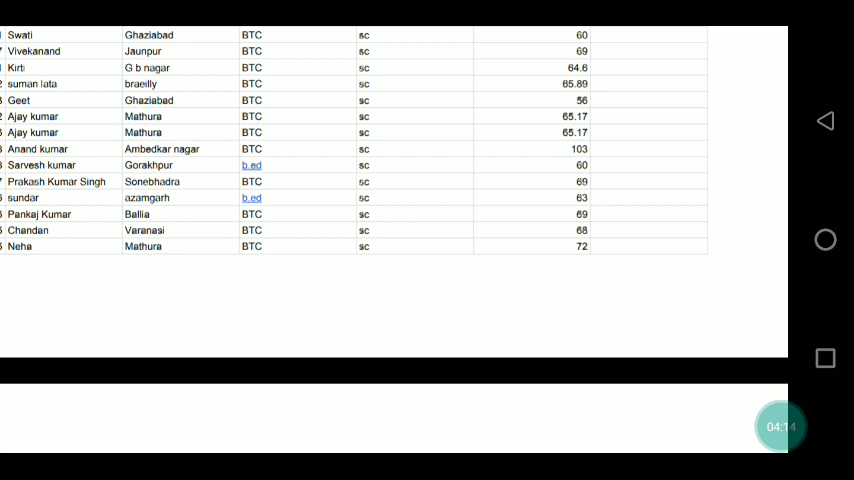 Swati Ghaziabad BTC sc 60
Vivekanand Jaunpur BTC sc 69
Kirti G b nagar BTC sc 64.6
suman lata braeilly BTC sc 65.89
Geet Ghaziabad BTC sc 56
Ajay kumar Mathura BTC sc 65.17
Ajay kumar Mathura BTC sc 65.17
Anand kumar Ambedkar nagar BTC sc 103
Sarvesh kumar Gorakhpur b.ed sc 60
Prakash Kumar Singh Sonebhadra BTC sc 69
sundar azamgarh b.ed sc 63
Pankaj Kumar Ballia BTC sc 69
Chandan Varanasi BTC sc 68
Neha Mathura BTC sc 72
04:14